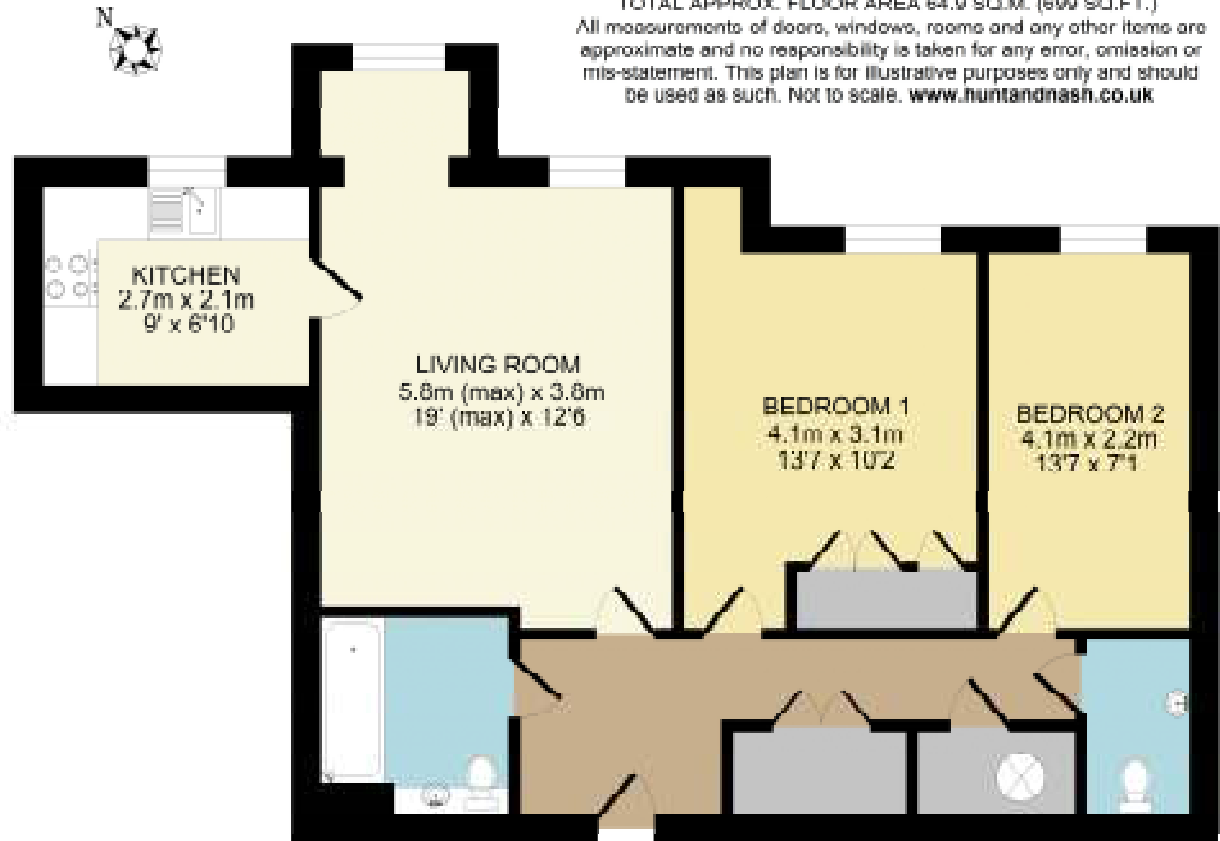 N
TOTAL APPROX. FLOOR AREA 64.9 SQ.M. (699 SQ.FT.)
All measurements of doors, windows, rooms and any other items are
approximate and no responsibility is taken for any error, omission or
mis-statement. This plan is for illustrative purposes only and should
be used as such. Not to scale. www.huntandnash.co.uk
KITCHEN
2.7m x 2.1m
9' x 6'10
LIVING ROOM
5.8m (max) x 3.8m
19' (max) x 12'6
BEDROOM 1
4.1m x 3.1m
13'7 x 10'2
BEDROOM 2
4.1m x 2.2m
13'7 x 7'1